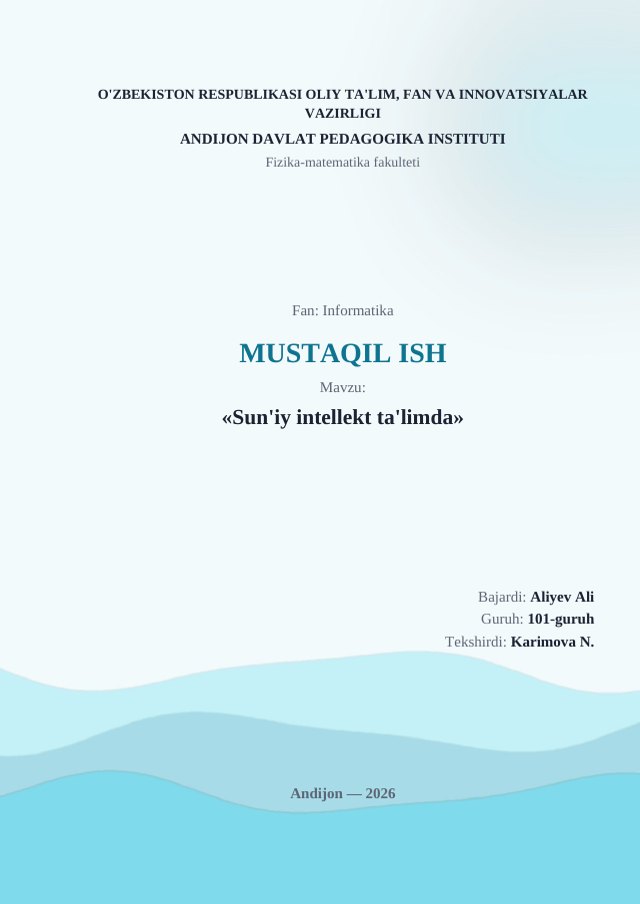 O'ZBEKISTON RESPUBLIKASI OLIY TA'LIM, FAN VA INNOVATSIYALAR
VAZIRLIGI
ANDIJON DAVLAT PEDAGOGIKA INSTITUTI
Fizika-matematika fakulteti
Fan: Informatika
MUSTAQIL ISH
Mavzu:
«Sun'iy intellekt ta'limda»
Bajardi: Aliyev Ali
Guruh: 101-guruh
Tekshirdi: Karimova N.
Andijon — 2026